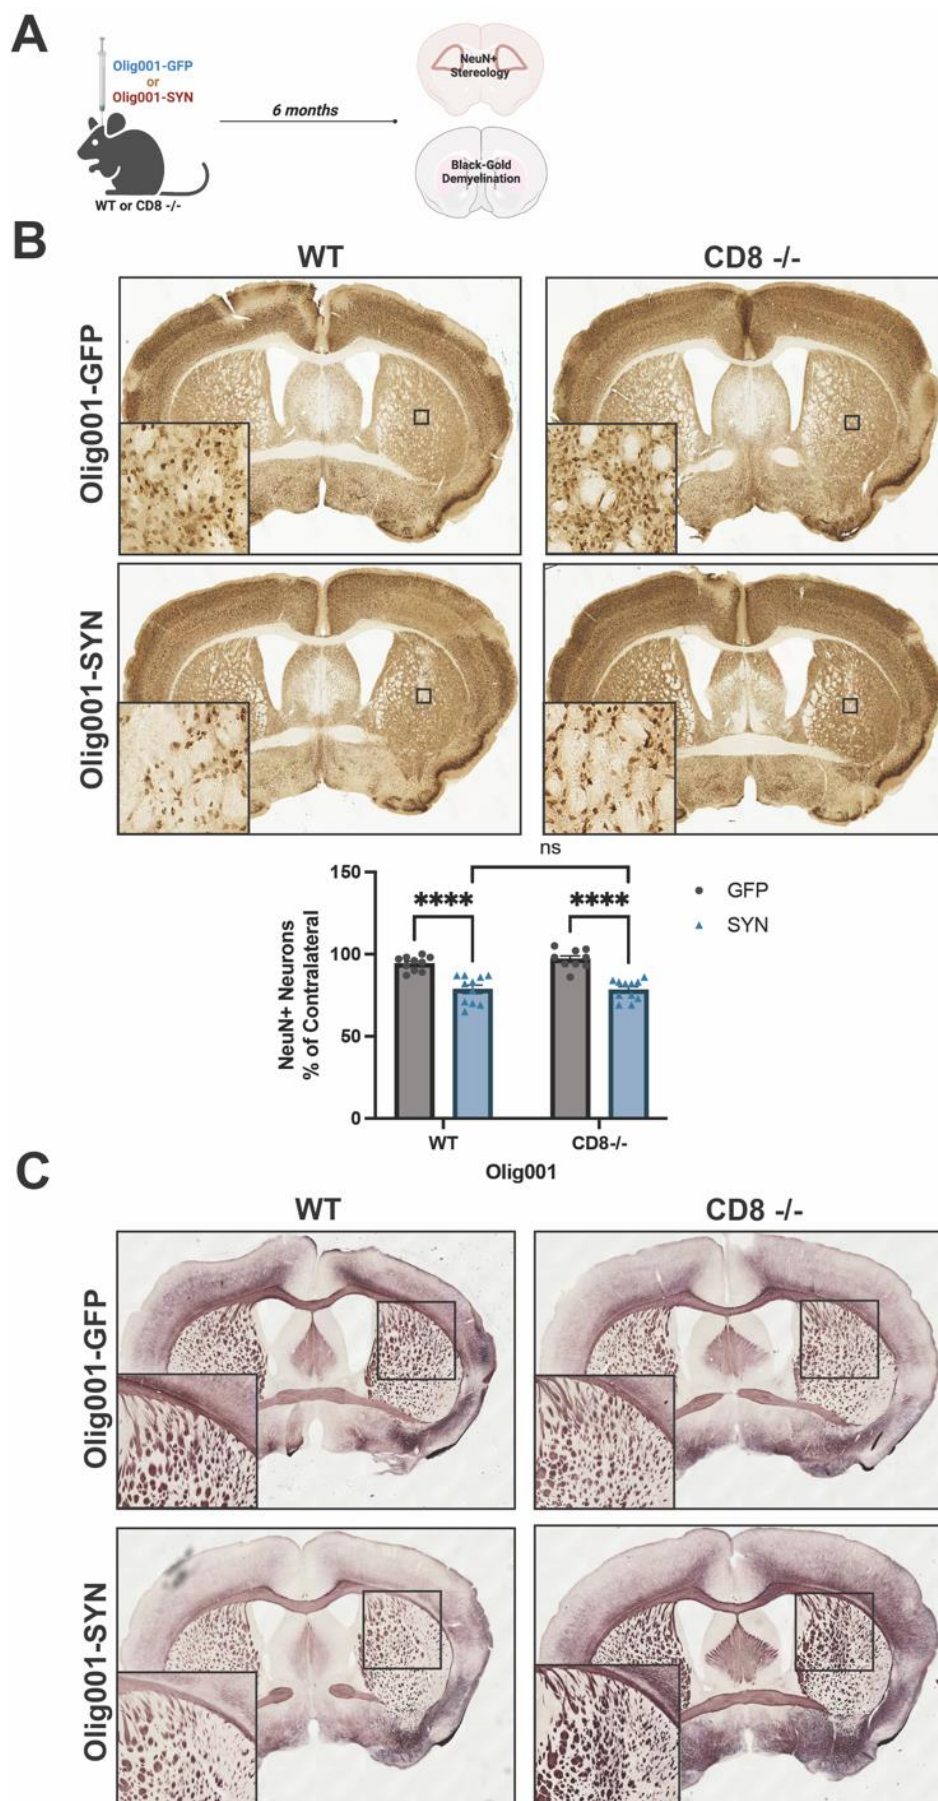 A
Olig001-GFP
or
Olig001-SYN
6 months
WT or CD8 -/-
NeuN+
Stereology
Black-Gold
Demyelination
B
WT
CD8 -/-
Olig001-GFP
Olig001-SYN
ns
****
****
GFP
SYN
150
100
50
0
NeuN+ Neurons
% of Contralateral
WT
CD8-/-
Olig001
C
WT
CD8 -/-
Olig001-GFP
Olig001-SYN